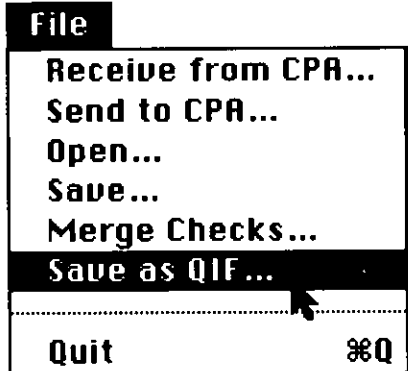 File
Receive from CPA...
Send to CPA...
Open...
Save...
Merge Checks...
Save as QIF...
Quit ⌘Q